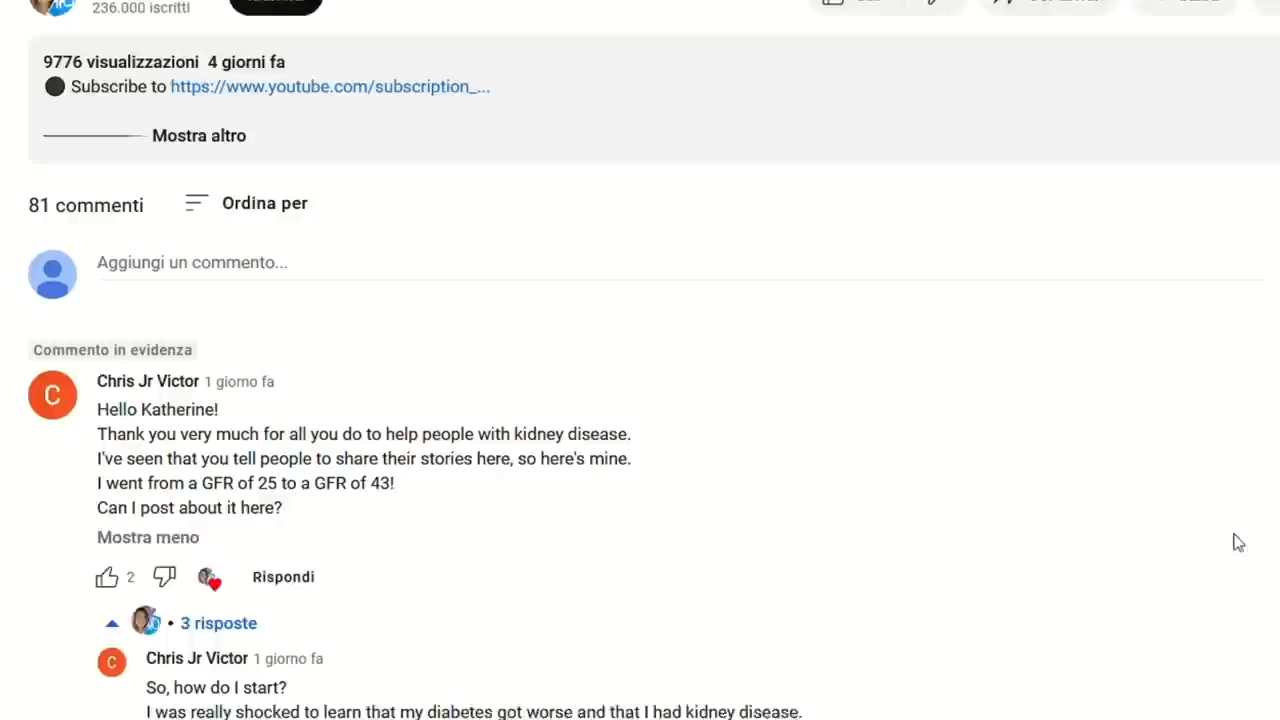 236.000 iscritti
9776 visualizzazioni 4 giorni fa
Subscribe to https://www.youtube.com/subscription_...
Mostra altro
81 commenti
Ordina per
Aggiungi un commento...
Commento in evidenza
C
Chris Jr Victor 1 giorno fa
Hello Katherine!
Thank you very much for all you do to help people with kidney disease.
I've seen that you tell people to share their stories here, so here's mine.
I went from a GFR of 25 to a GFR of 43!
Can I post about it here?
Mostra meno
2
Rispondi
• 3 risposte
C
Chris Jr Victor 1 giorno fa
So, how do I start?
I was really shocked to learn that my diabetes got worse and that I had kidney disease.